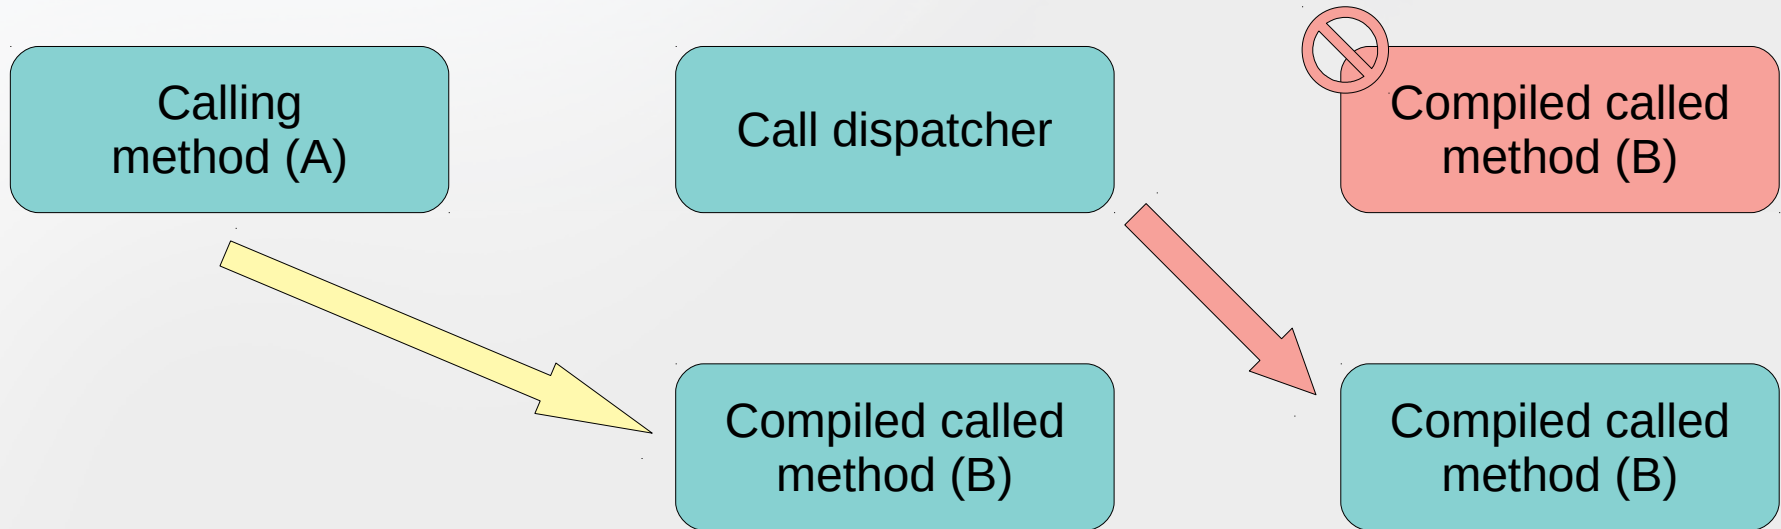 Calling
method (A)
Call dispatcher
Compiled called
method (B)
Compiled called
method (B)
Compiled called
method (B)